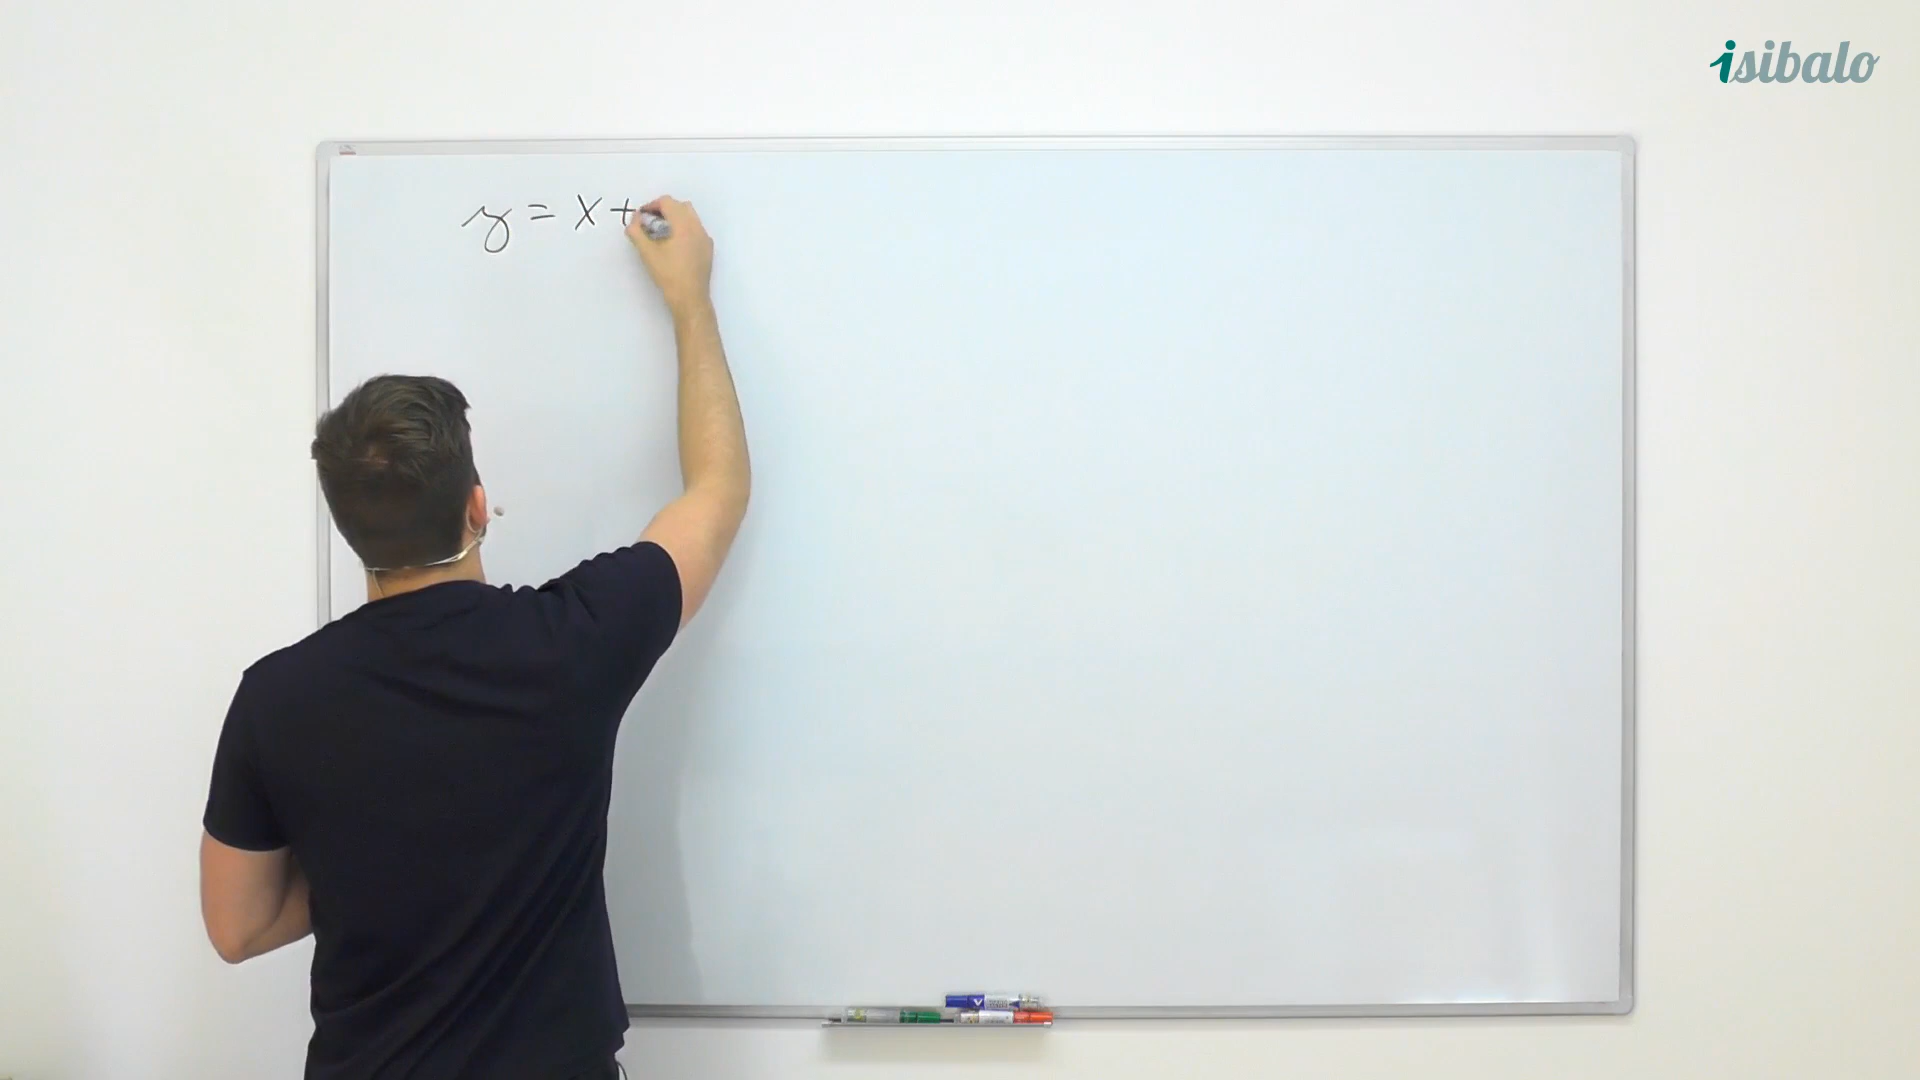 isibalo
y = x +